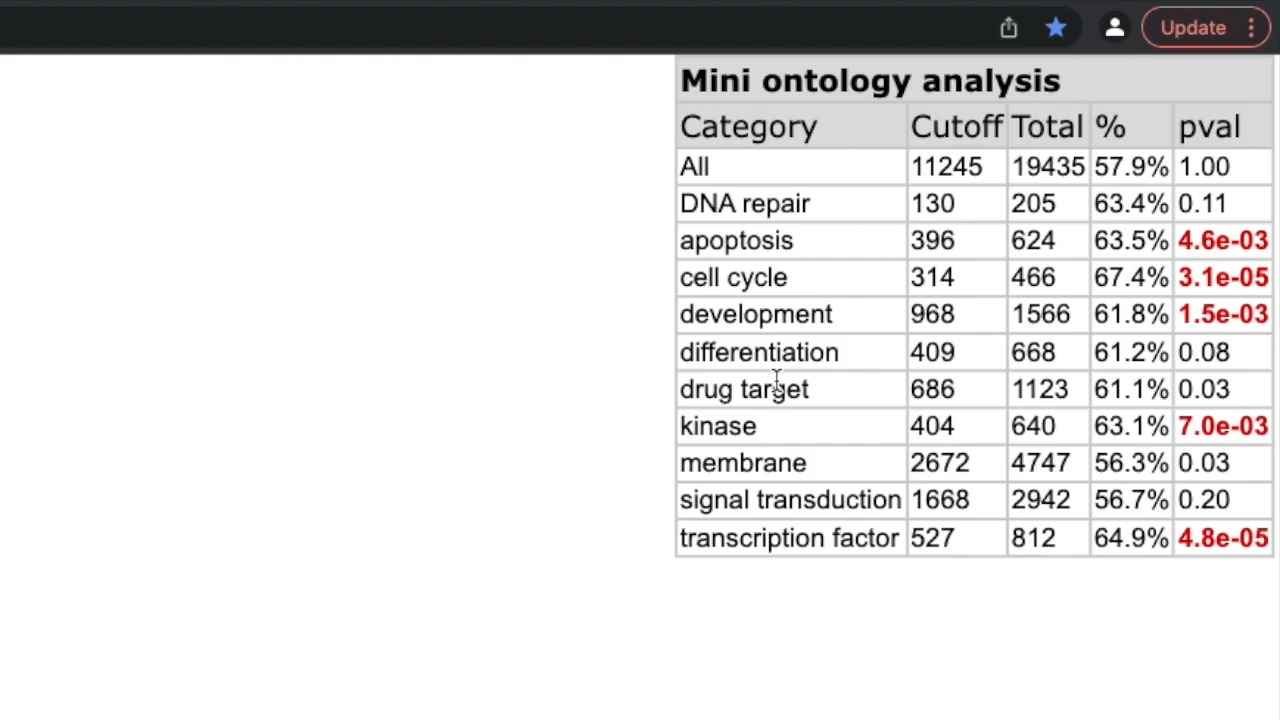 Update
Mini ontology analysis
Category Cutoff Total % pval
All 11245 19435 57.9% 1.00
DNA repair 130 205 63.4% 0.11
apoptosis 396 624 63.5% 4.6e-03
cell cycle 314 466 67.4% 3.1e-05
development 968 1566 61.8% 1.5e-03
differentiation 409 668 61.2% 0.08
drug target 686 1123 61.1% 0.03
kinase 404 640 63.1% 7.0e-03
membrane 2672 4747 56.3% 0.03
signal transduction 1668 2942 56.7% 0.20
transcription factor 527 812 64.9% 4.8e-05